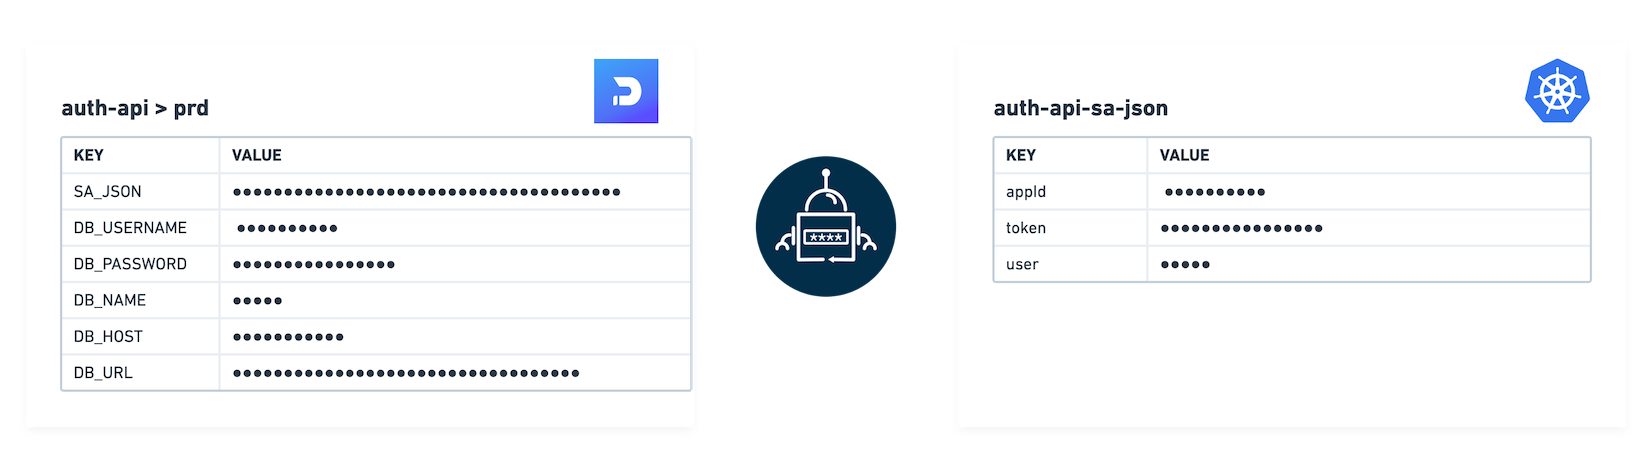 auth-api > prd
KEY VALUE
SA_JSON ●●●●●●●●●●●●●●●●●●●●●●●●●●●●●●●●●●●●●●
DB_USERNAME ●●●●●●●●●●
DB_PASSWORD ●●●●●●●●●●●●●●●●
DB_NAME ●●●●●
DB_HOST ●●●●●●●●●●●
DB_URL ●●●●●●●●●●●●●●●●●●●●●●●●●●●●●●●●●●
****
auth-api-sa-json
KEY VALUE
appId ●●●●●●●●●●
token ●●●●●●●●●●●●●●●●
user ●●●●●